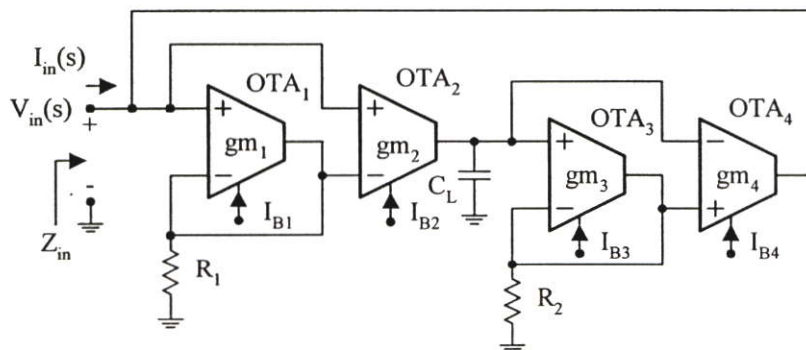 I_in(s)
V_in(s)
+
-
Z_in
OTA_1
+
gm_1
−
I_B1
R_1
OTA_2
+
gm_2
−
I_B2
C_L
OTA_3
+
gm_3
−
I_B3
R_2
OTA_4
−
gm_4
+
I_B4